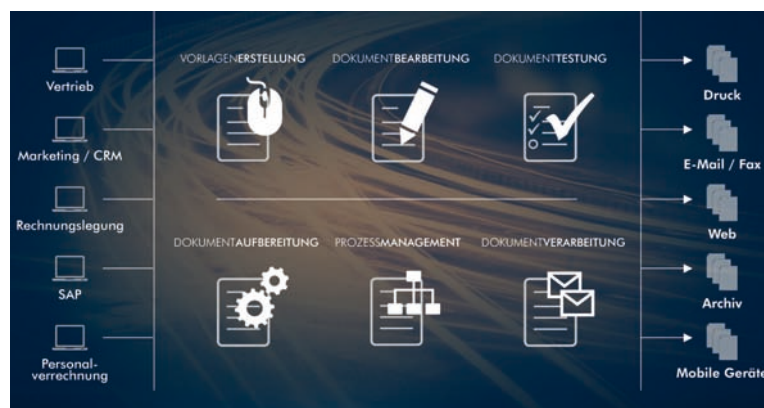 VORLAGENERSTELLUNG
DOKUMENTBEARBEITUNG
DOKUMENTTESTUNG
Vertrieb
Marketing / CRM
Rechnungslegung
SAP
Personal-
verrechnung
DOKUMENTAUFBEREITUNG
PROZESSMANAGEMENT
DOKUMENTVERARBEITUNG
Druck
E-Mail / Fax
Web
Archiv
Mobile Geräte